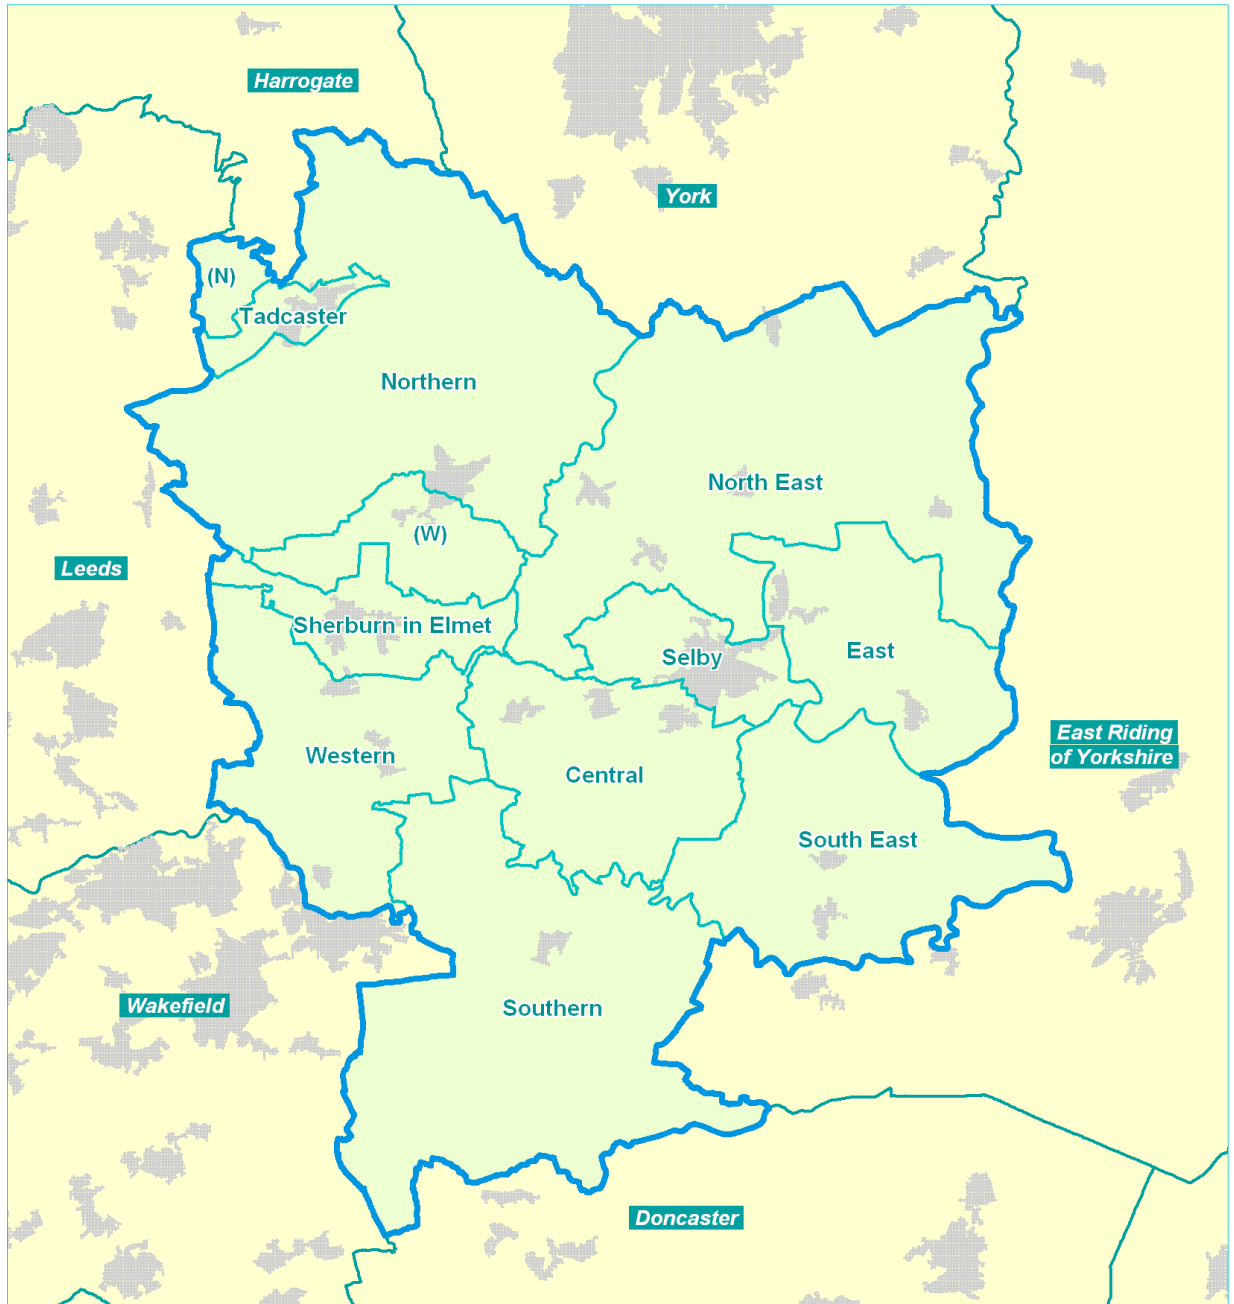 Harrogate
York
(N)
Tadcaster
Northern
North East
(W)
Leeds
Sherburn in Elmet
Selby
East
East Riding
of Yorkshire
Western
Central
South East
Wakefield
Southern
Doncaster